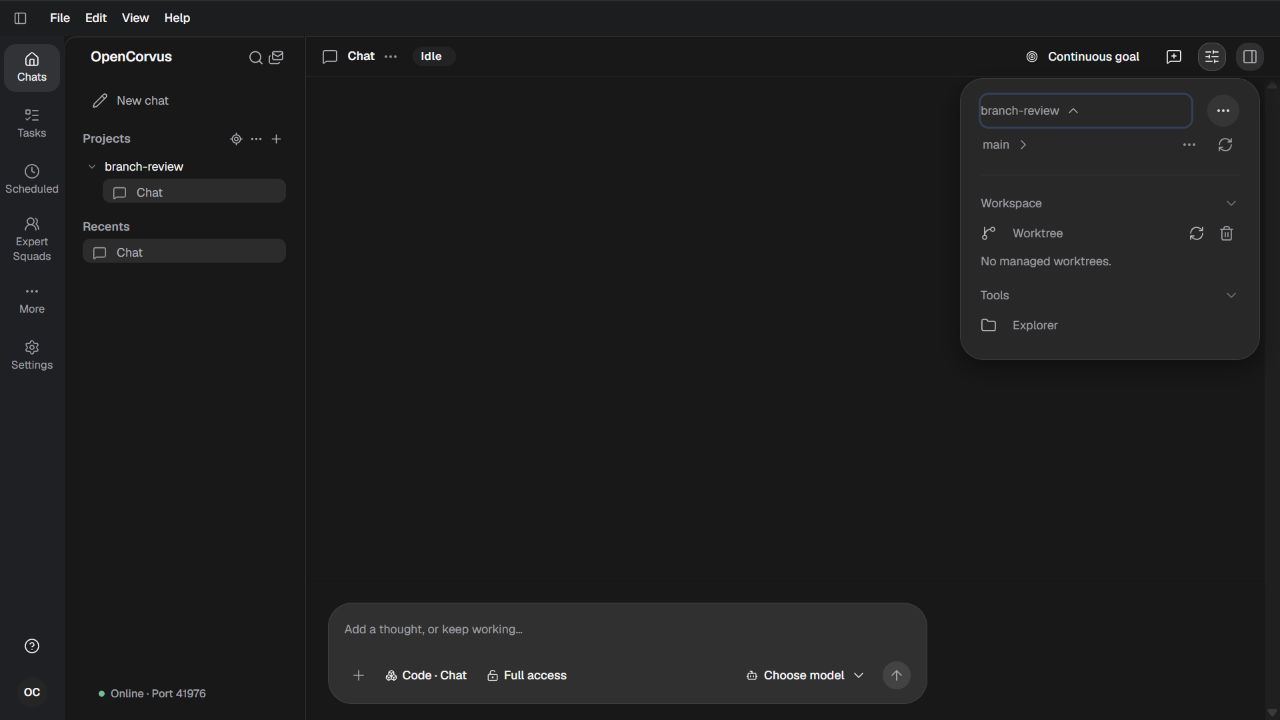 File Edit View Help
Chats
Tasks
Scheduled
Expert
Squads
More
Settings
OC
OpenCorvus
New chat
Projects
branch-review
Chat
Recents
Chat
Online · Port 41976
Chat
Idle
Continuous goal
branch-review
main
Workspace
Worktree
No managed worktrees.
Tools
Explorer
Add a thought, or keep working...
Code · Chat
Full access
Choose model